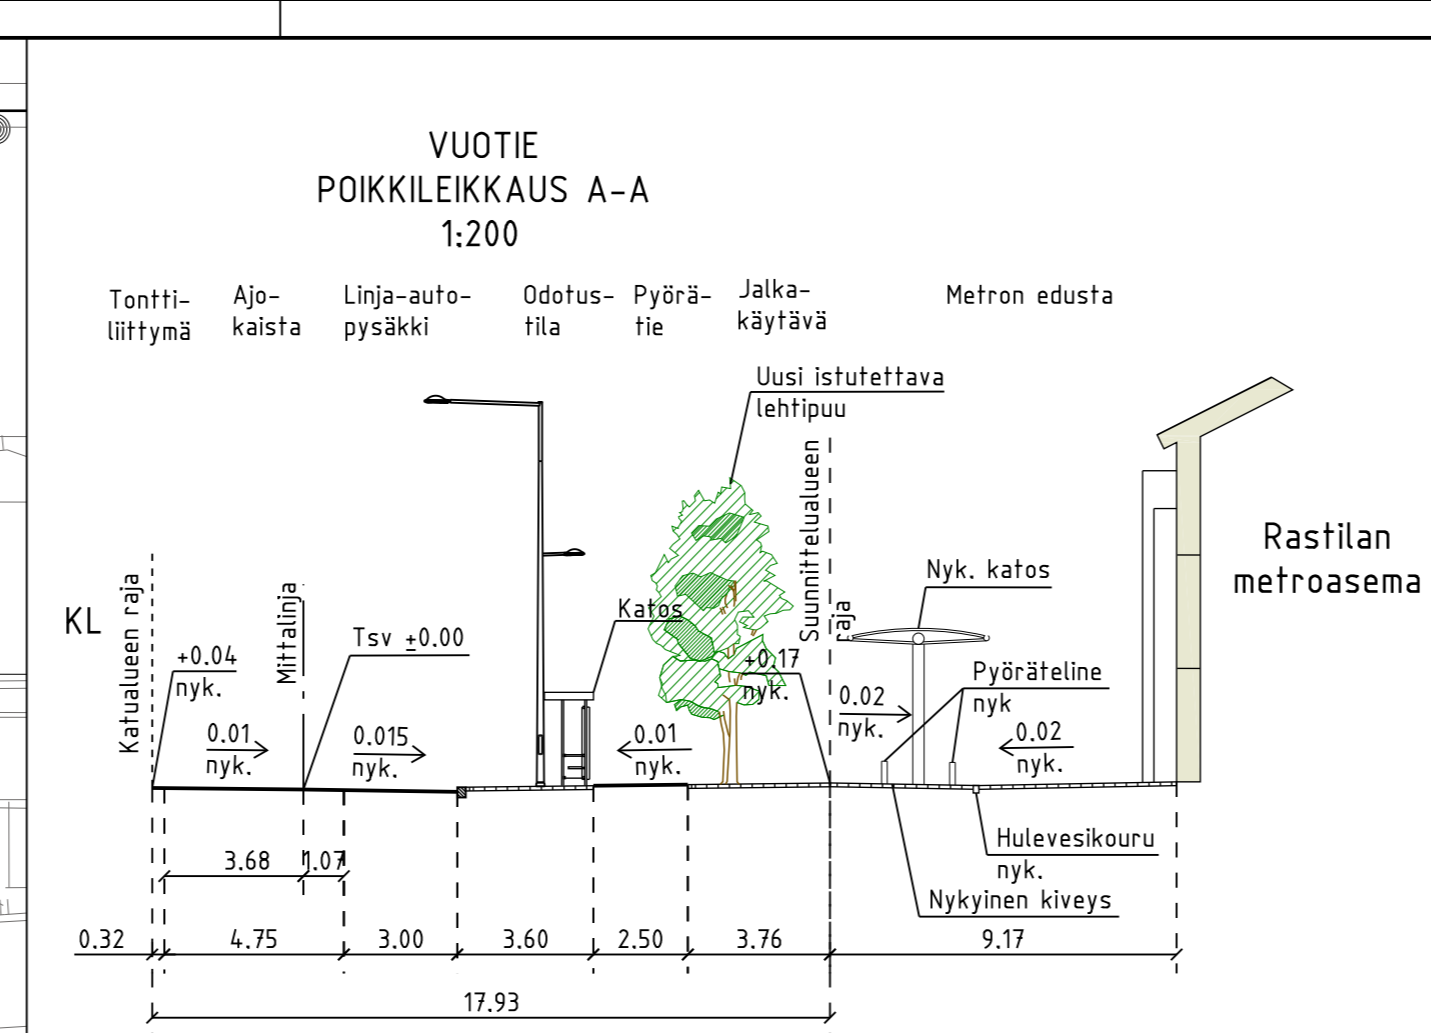 VUOTIE
POIKKILEIKKAUS A-A
1:200
Tontti-
liittymä
Ajo-
kaista
Linja-auto-
pysäkki
Odotus-
tila
Pyörä-
tie
Jalka-
käytävä
Metron edusta
Uusi istutettava
lehtipuu
Suunnittelualueen
raja
Rastilan
metroasema
Nyk. katos
Katos
KL
Katualueen raja
Mittalinja
Tsv ±0.00
+0.04
nyk.
+0.17
nyk.
0.01
nyk.
0.015
nyk.
0.01
nyk.
0.02
nyk.
Pyöräteline
nyk
0.02
nyk.
Hulevesikouru
nyk.
Nykyinen kiveys
3.68
1.07
0.32
4.75
3.00
3.60
2.50
3.76
9.17
17.93